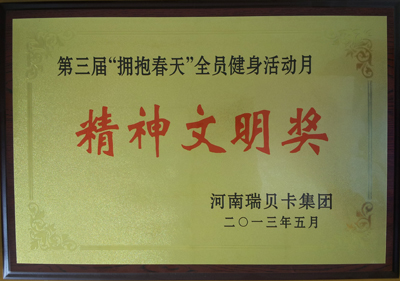 第三届“拥抱春天”全员健身活动月
精神文明奖
河南瑞贝卡集团
二〇一三年五月